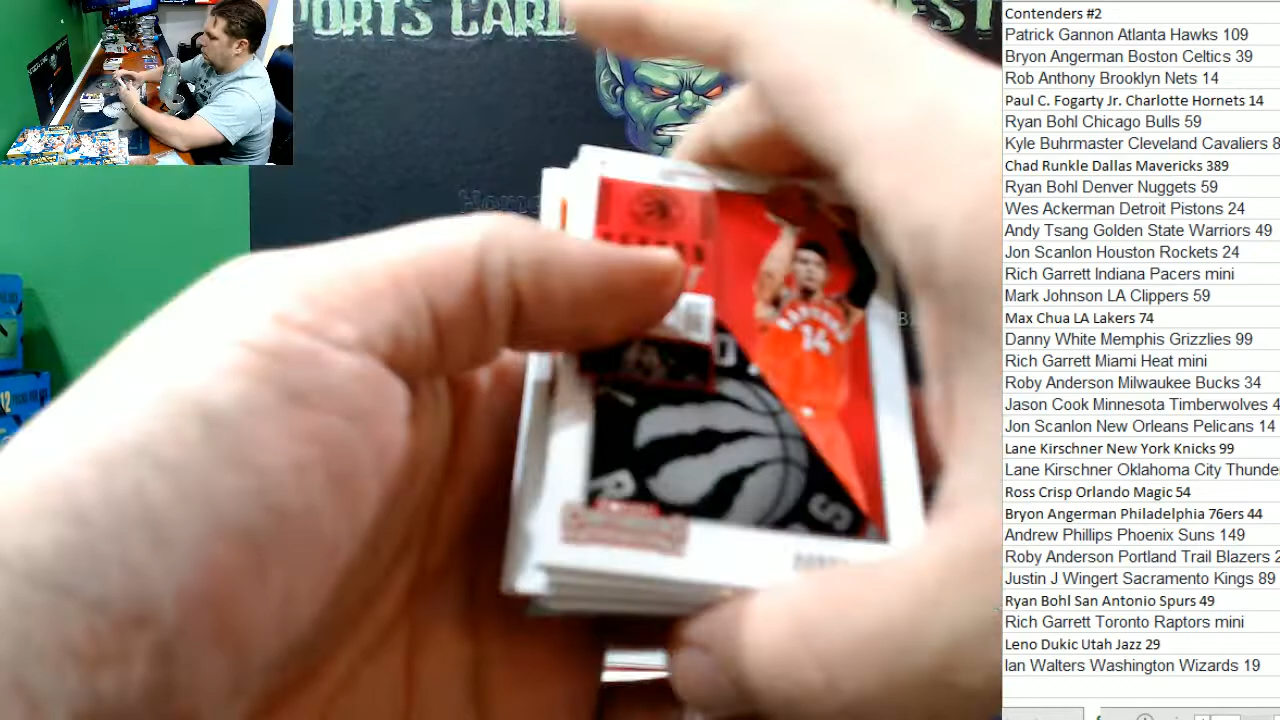 PORTS CAR
EST
Contenders #2
Patrick Gannon Atlanta Hawks 109
Bryon Angerman Boston Celtics 39
Rob Anthony Brooklyn Nets 14
Paul C. Fogarty Jr. Charlotte Hornets 14
Ryan Bohl Chicago Bulls 59
Kyle Buhrmaster Cleveland Cavaliers 8
Chad Runkle Dallas Mavericks 389
Ryan Bohl Denver Nuggets 59
Wes Ackerman Detroit Pistons 24
Andy Tsang Golden State Warriors 49
Jon Scanlon Houston Rockets 24
Rich Garrett Indiana Pacers mini
Mark Johnson LA Clippers 59
Max Chua LA Lakers 74
Danny White Memphis Grizzlies 99
Rich Garrett Miami Heat mini
Roby Anderson Milwaukee Bucks 34
Jason Cook Minnesota Timberwolves 4
Jon Scanlon New Orleans Pelicans 14
Lane Kirschner New York Knicks 99
Lane Kirschner Oklahoma City Thunde
Ross Crisp Orlando Magic 54
Bryon Angerman Philadelphia 76ers 44
Andrew Phillips Phoenix Suns 149
Roby Anderson Portland Trail Blazers 2
Justin J Wingert Sacramento Kings 89
Ryan Bohl San Antonio Spurs 49
Rich Garrett Toronto Raptors mini
Leno Dukic Utah Jazz 29
Ian Walters Washington Wizards 19
14